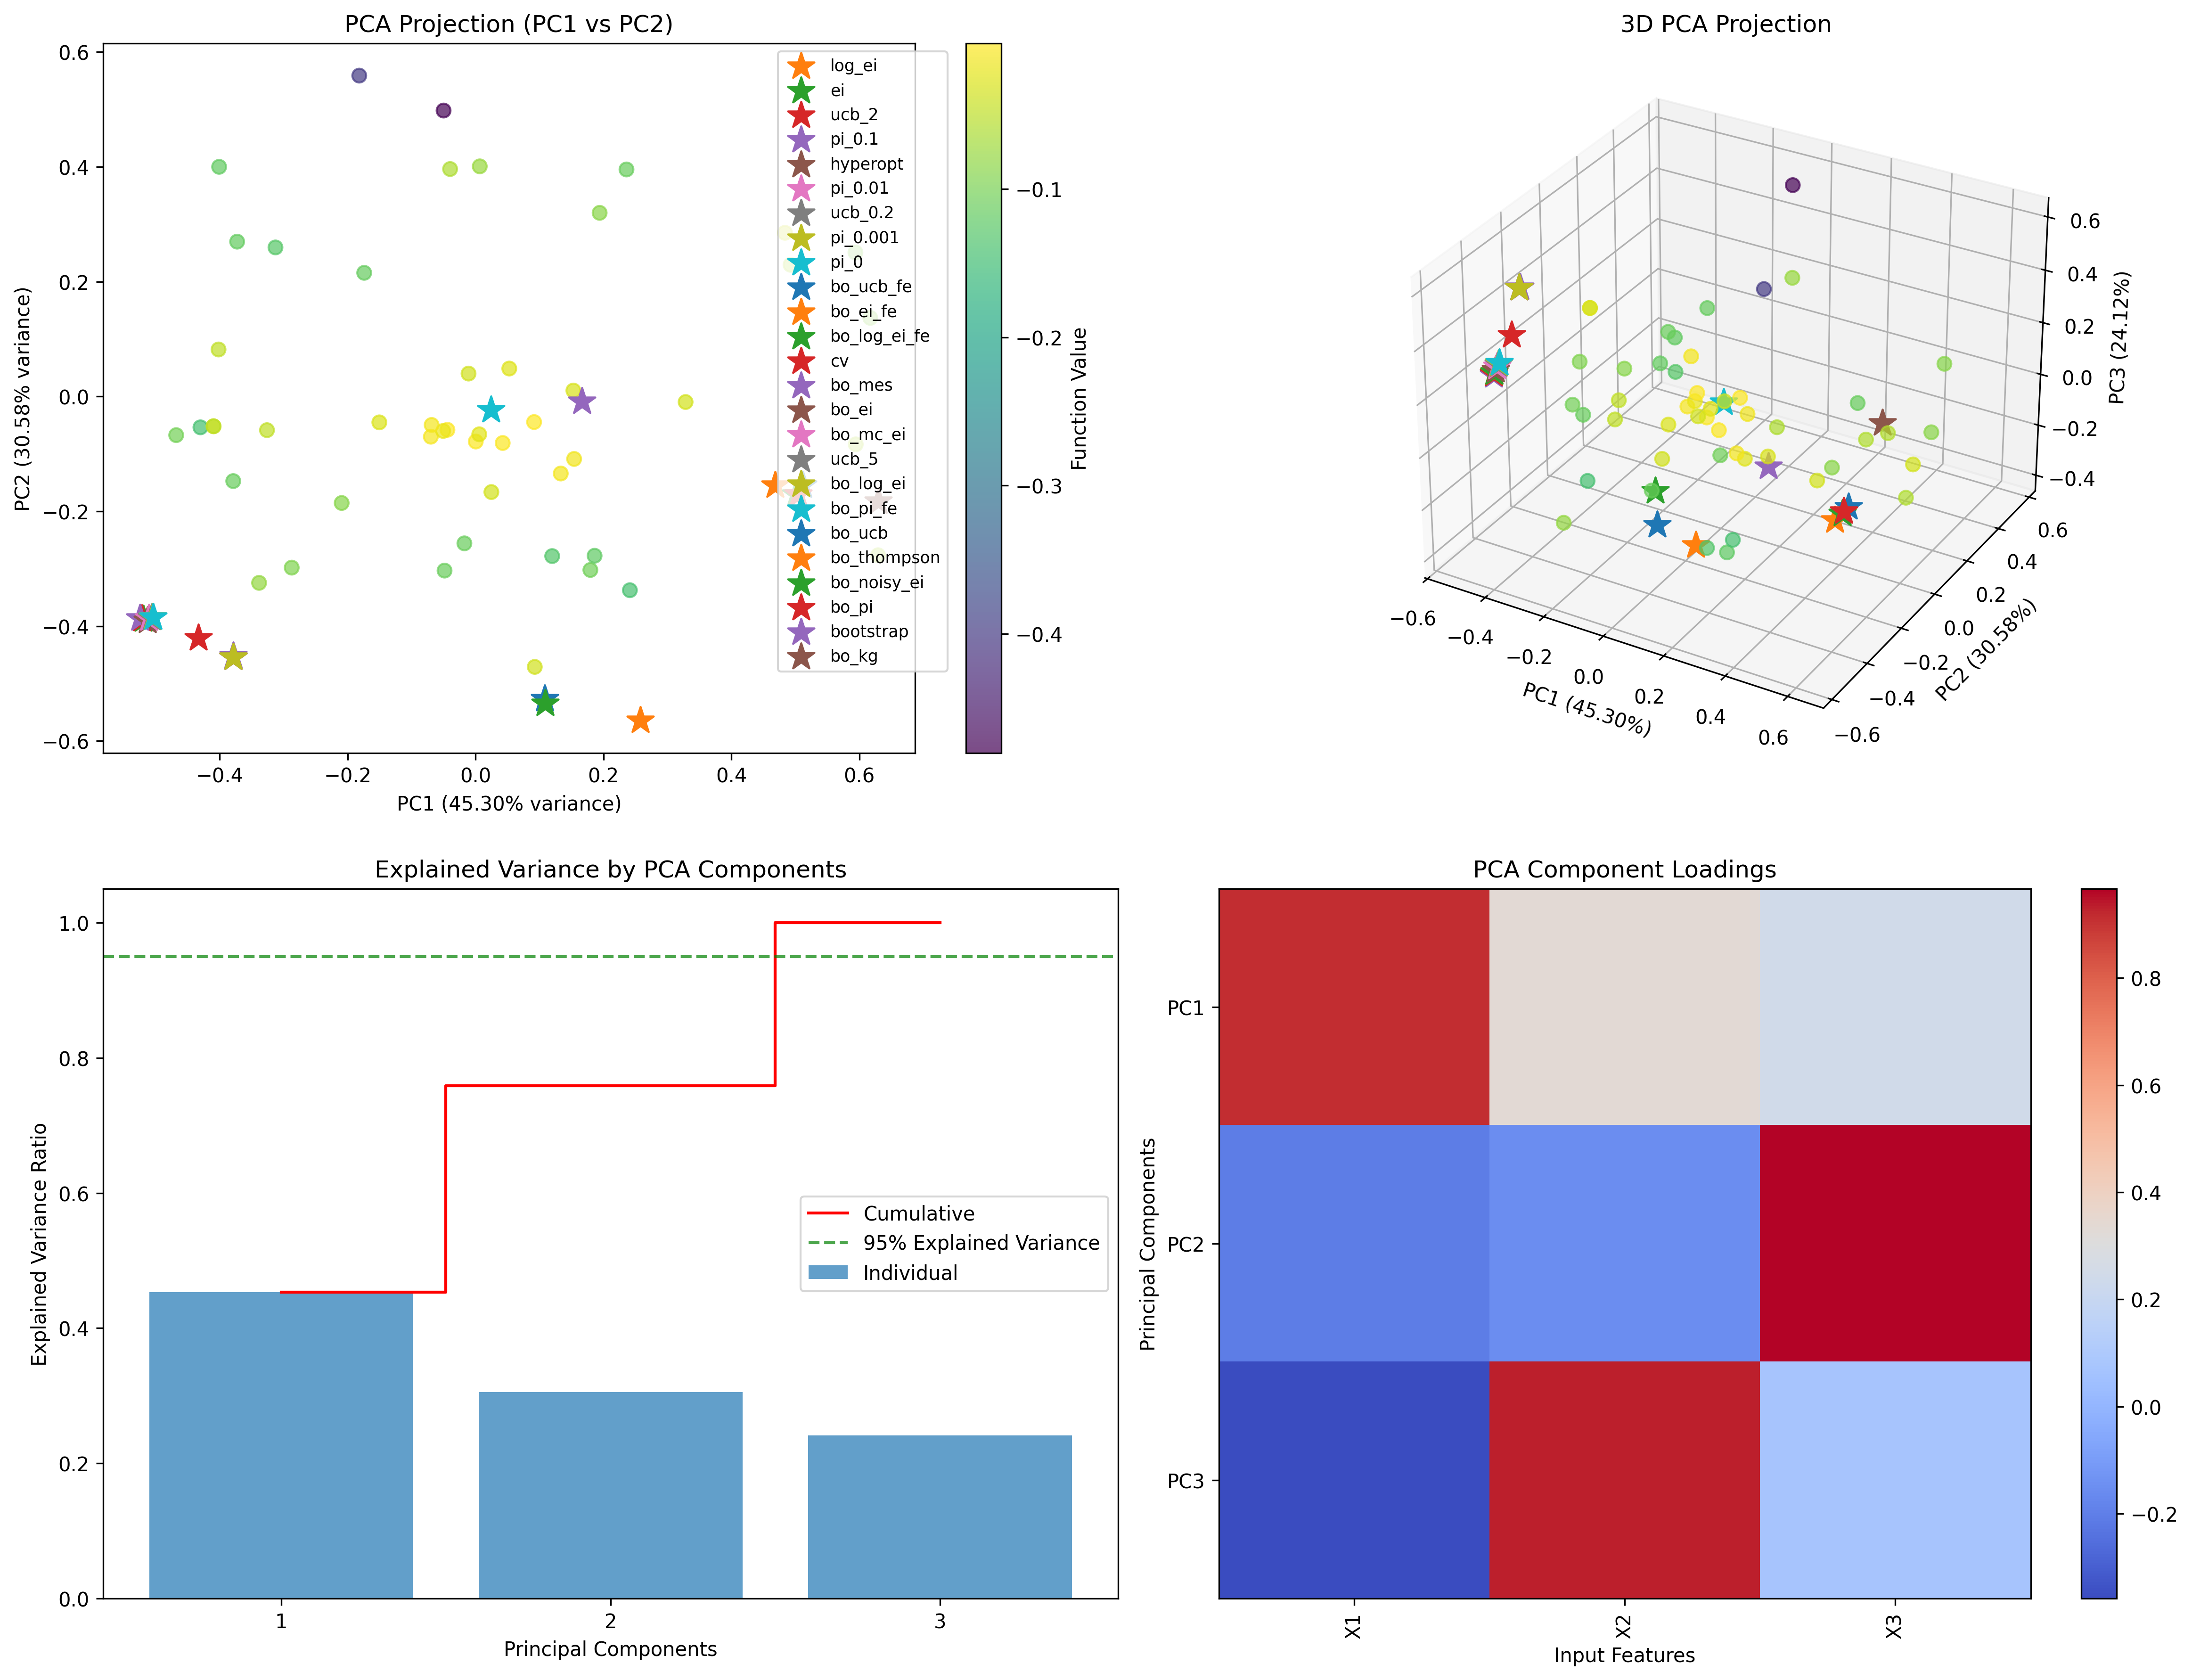 PCA Projection (PC1 vs PC2)
PC2 (30.58% variance)
0.6
0.4
0.2
0.0
−0.2
−0.4
−0.6
−0.4
−0.2
0.0
0.2
0.4
0.6
PC1 (45.30% variance)
log_ei
ei
ucb_2
pi_0.1
hyperopt
pi_0.01
ucb_0.2
pi_0.001
pi_0
bo_ucb_fe
bo_ei_fe
bo_log_ei_fe
cv
bo_mes
bo_ei
bo_mc_ei
ucb_5
bo_log_ei
bo_pi_fe
bo_ucb
bo_thompson
bo_noisy_ei
bo_pi
bootstrap
bo_kg
−0.1
−0.2
−0.3
−0.4
Function Value
3D PCA Projection
0.6
0.4
0.2
0.0
−0.2
−0.4
PC3 (24.12%)
−0.6
−0.4
−0.2
0.0
0.2
0.4
0.6
PC1 (45.30%)
0.6
0.4
0.2
0.0
−0.2
−0.4
−0.6
PC2 (30.58%)
Explained Variance by PCA Components
Explained Variance Ratio
1.0
0.8
0.6
0.4
0.2
0.0
1
2
3
Principal Components
Cumulative
95% Explained Variance
Individual
PCA Component Loadings
Principal Components
PC1
PC2
PC3
X1
X2
X3
Input Features
0.8
0.6
0.4
0.2
0.0
−0.2